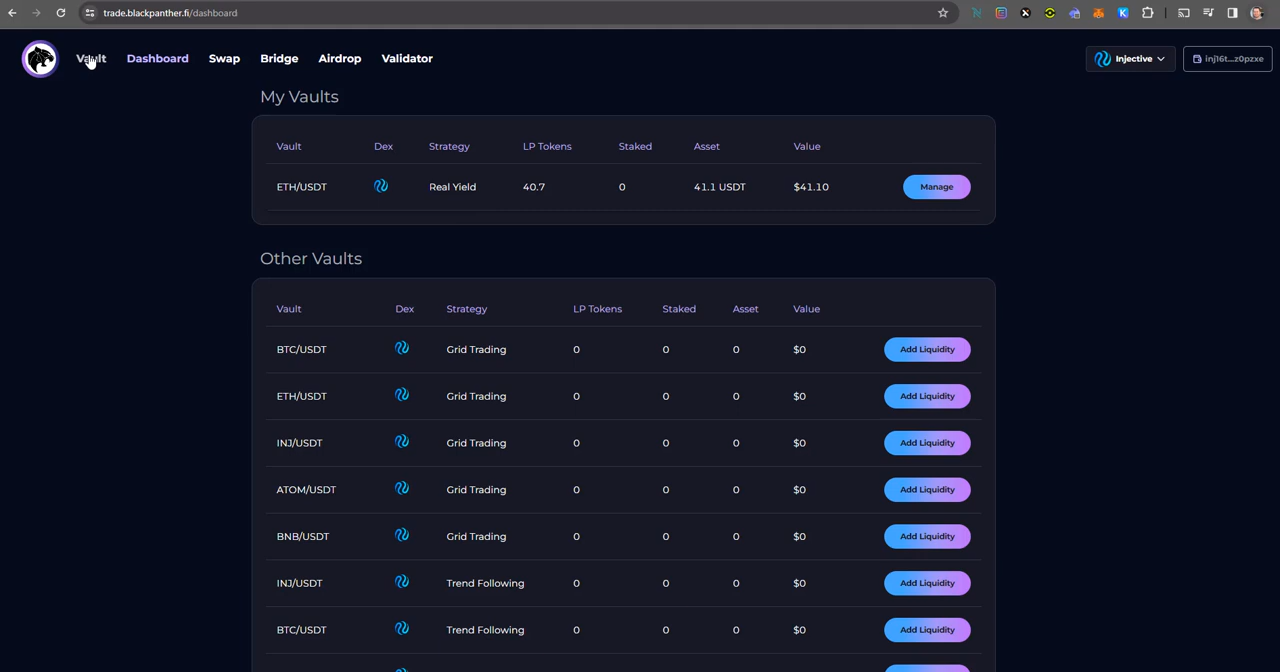 trade.blackpanther.fi/dashboard
Vault Dashboard Swap Bridge Airdrop Validator Injective inj16t...z0pzxe
My Vaults
Vault Dex Strategy LP Tokens Staked Asset Value
ETH/USDT Real Yield 40.7 0 41.1 USDT $41.10 Manage
Other Vaults
Vault Dex Strategy LP Tokens Staked Asset Value
BTC/USDT Grid Trading 0 0 0 $0 Add Liquidity
ETH/USDT Grid Trading 0 0 0 $0 Add Liquidity
INJ/USDT Grid Trading 0 0 0 $0 Add Liquidity
ATOM/USDT Grid Trading 0 0 0 $0 Add Liquidity
BNB/USDT Grid Trading 0 0 0 $0 Add Liquidity
INJ/USDT Trend Following 0 0 0 $0 Add Liquidity
BTC/USDT Trend Following 0 0 0 $0 Add Liquidity